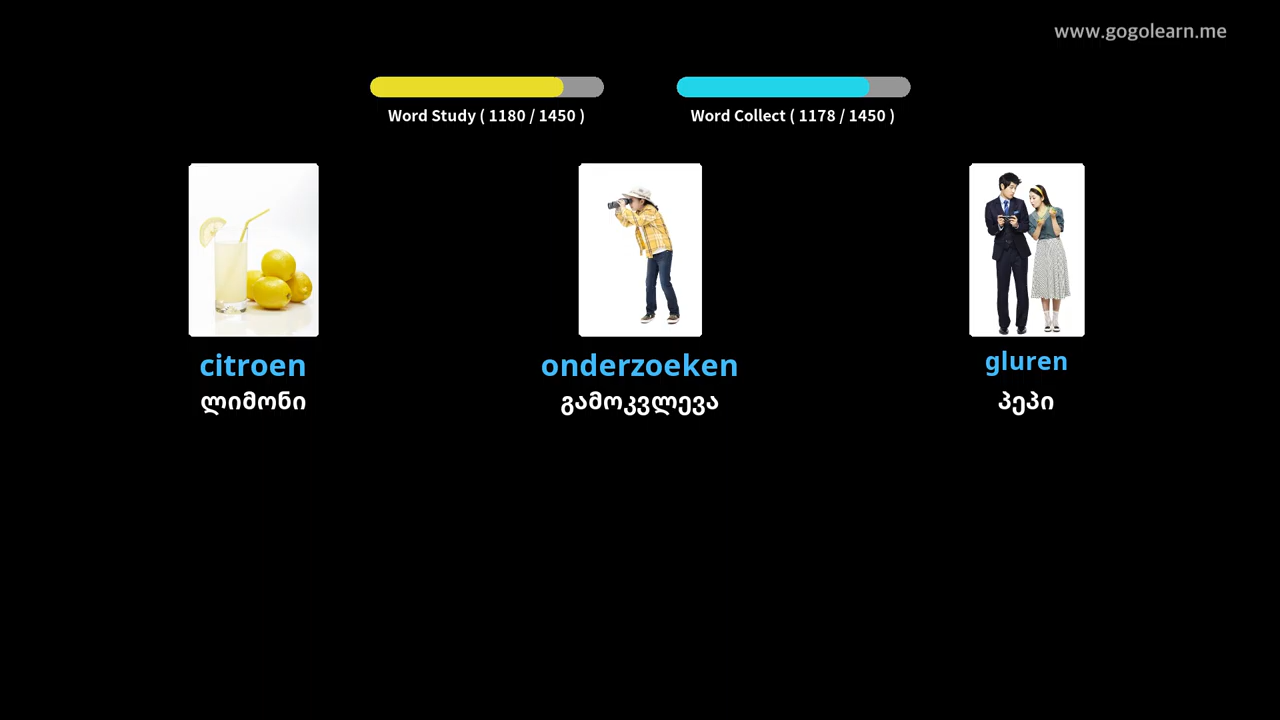 www.gogolearn.me
Word Study ( 1180 / 1450 )
Word Collect ( 1178 / 1450 )
citroen
ლიმონი
onderzoeken
გამოკვლევა
gluren
პეპი